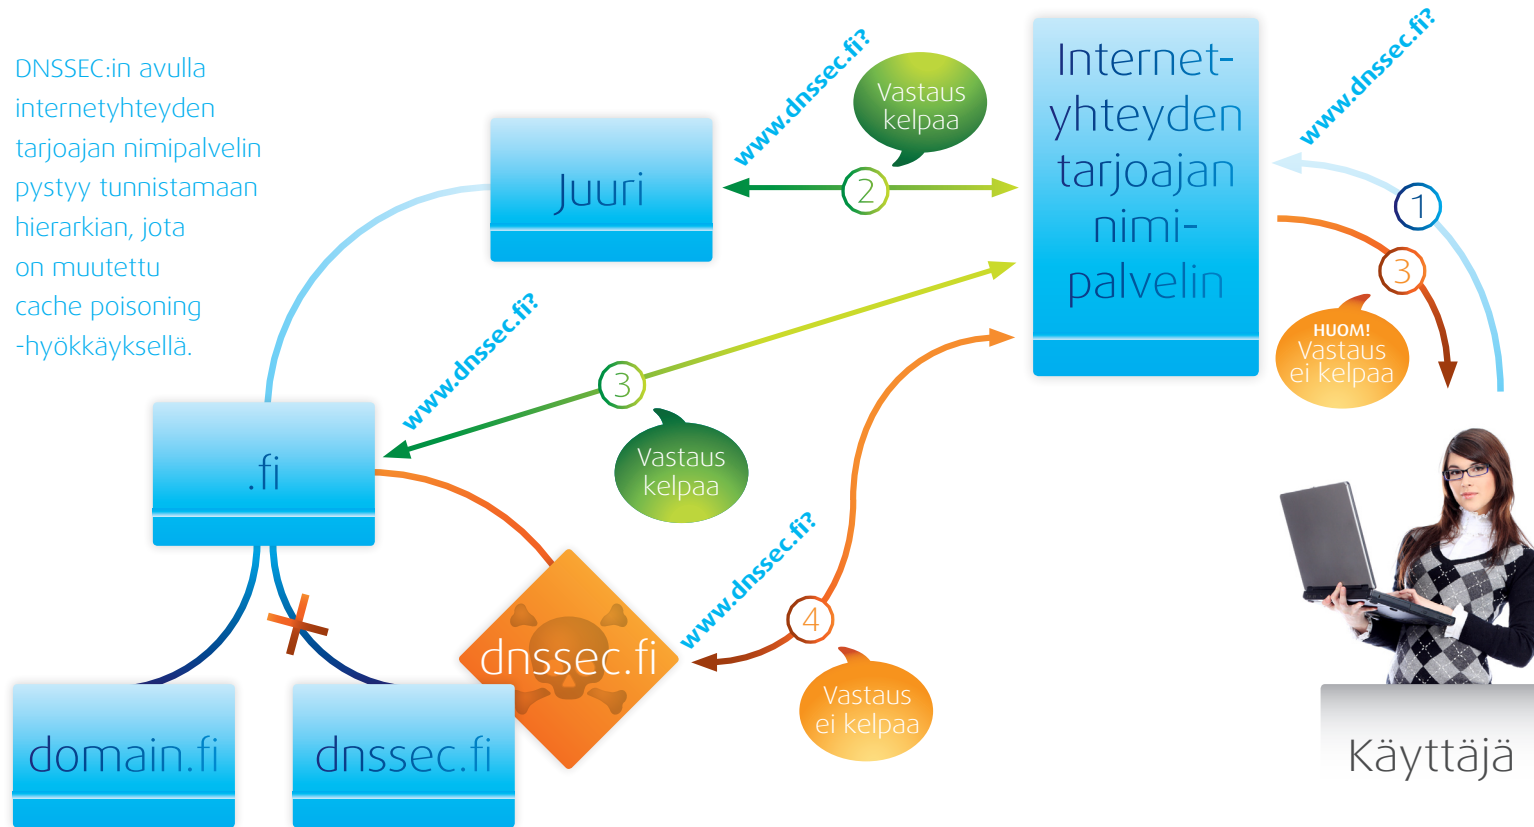 DNSSEC:in avulla
internetyhteyden
tarjoajan nimipalvelin
pystyy tunnistamaan
hierarkian, jota
on muutettu
cache poisoning
-hyökkäyksellä.
Juuri
www.dnssec.fi?
Vastaus
kelpaa
2
Internet-
yhteyden
tarjoajan
nimi-
palvelin
www.dnssec.fi?
1
3
HUOM!
Vastaus
ei kelpaa
www.dnssec.fi?
3
Vastaus
kelpaa
.fi
www.dnssec.fi?
4
Vastaus
ei kelpaa
dnssec.fi
domain.fi
dnssec.fi
Käyttäjä